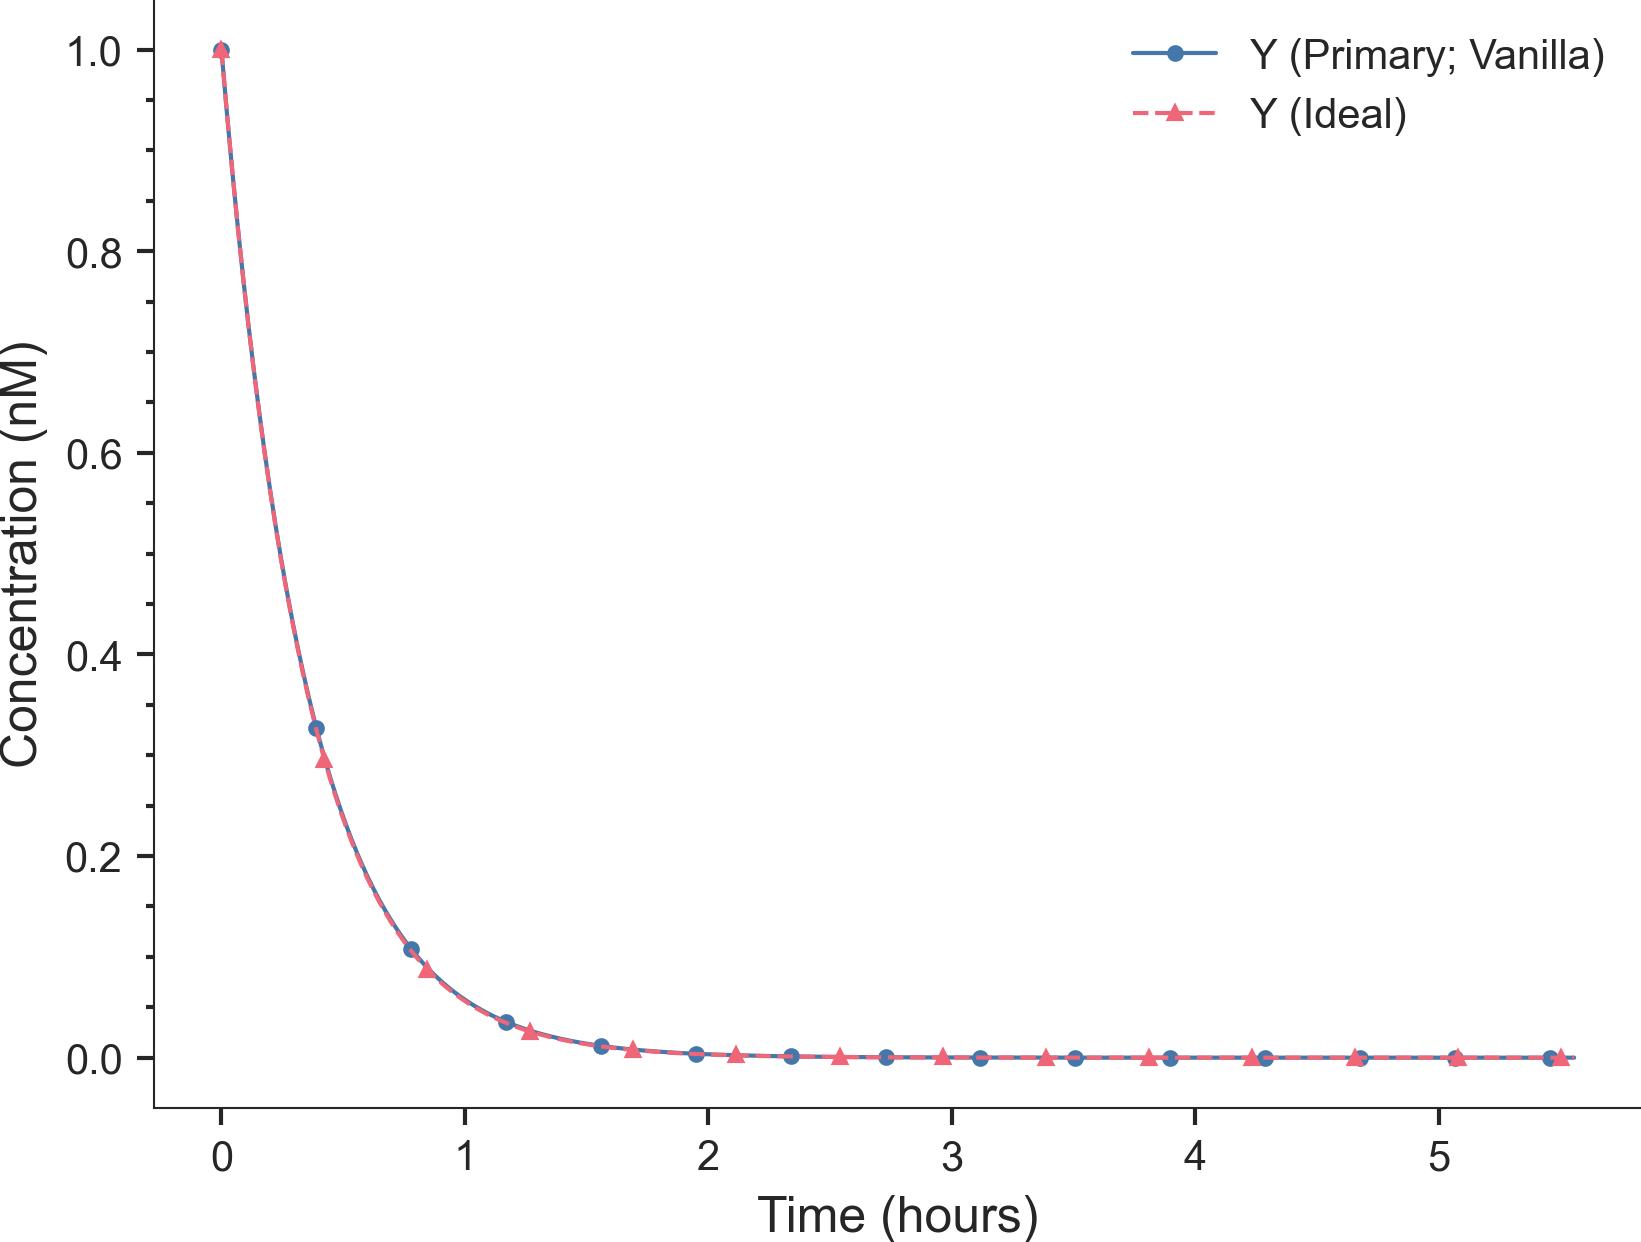 Y (Primary; Vanilla)
Y (Ideal)
1.0
0.8
0.6
0.4
0.2
0.0
Concentration (nM)
0 1 2 3 4 5
Time (hours)